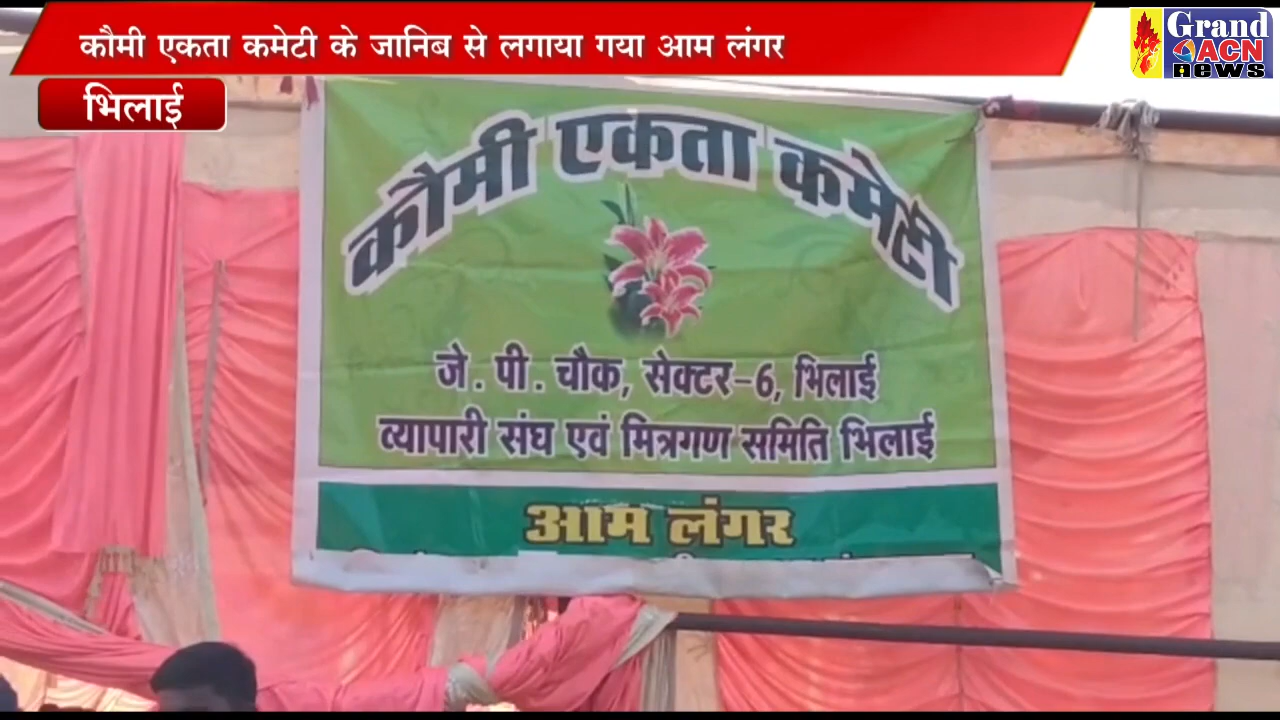 कौमी एकता कमेटी के जानिब से लगाया गया आम लंगर
Grand
ACN
news
भिलाई
कौमी एकता कमेटी
जे. पी. चौक, सेक्टर-6, भिलाई
व्यापारी संघ एवं मित्रगण समिति भिलाई
आम लंगर